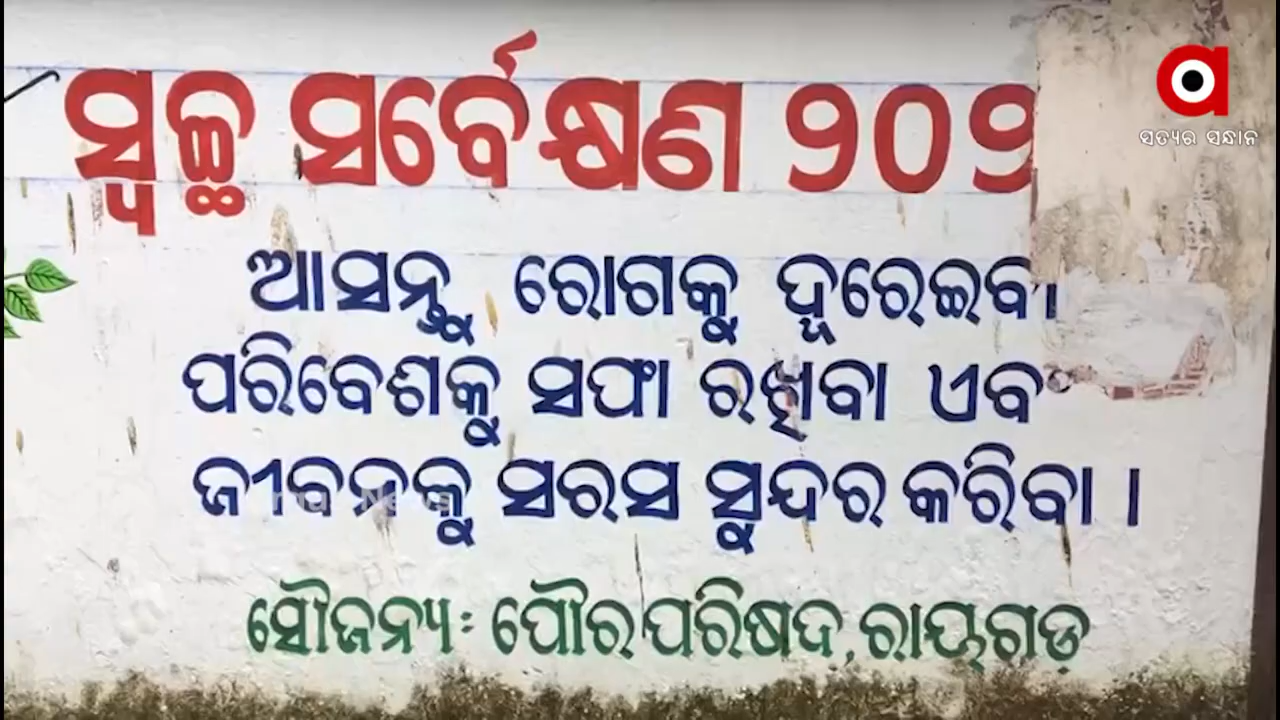 ସ୍ୱଚ୍ଛ ସର୍ବେକ୍ଷଣ ୨୦୨
ସତ୍ୟର ସନ୍ଧାନ
ଆସନ୍ତୁ ରୋଗକୁ ଦୂରେଇବା
ପରିବେଶକୁ ସଫା ରଖିବା ଏବଂ
ଜୀବନକୁ ସରସ ସୁନ୍ଦର କରିବା ।
ସୌଜନ୍ୟଃ ପୌରପରିଷଦ, ରାୟଗଡ଼